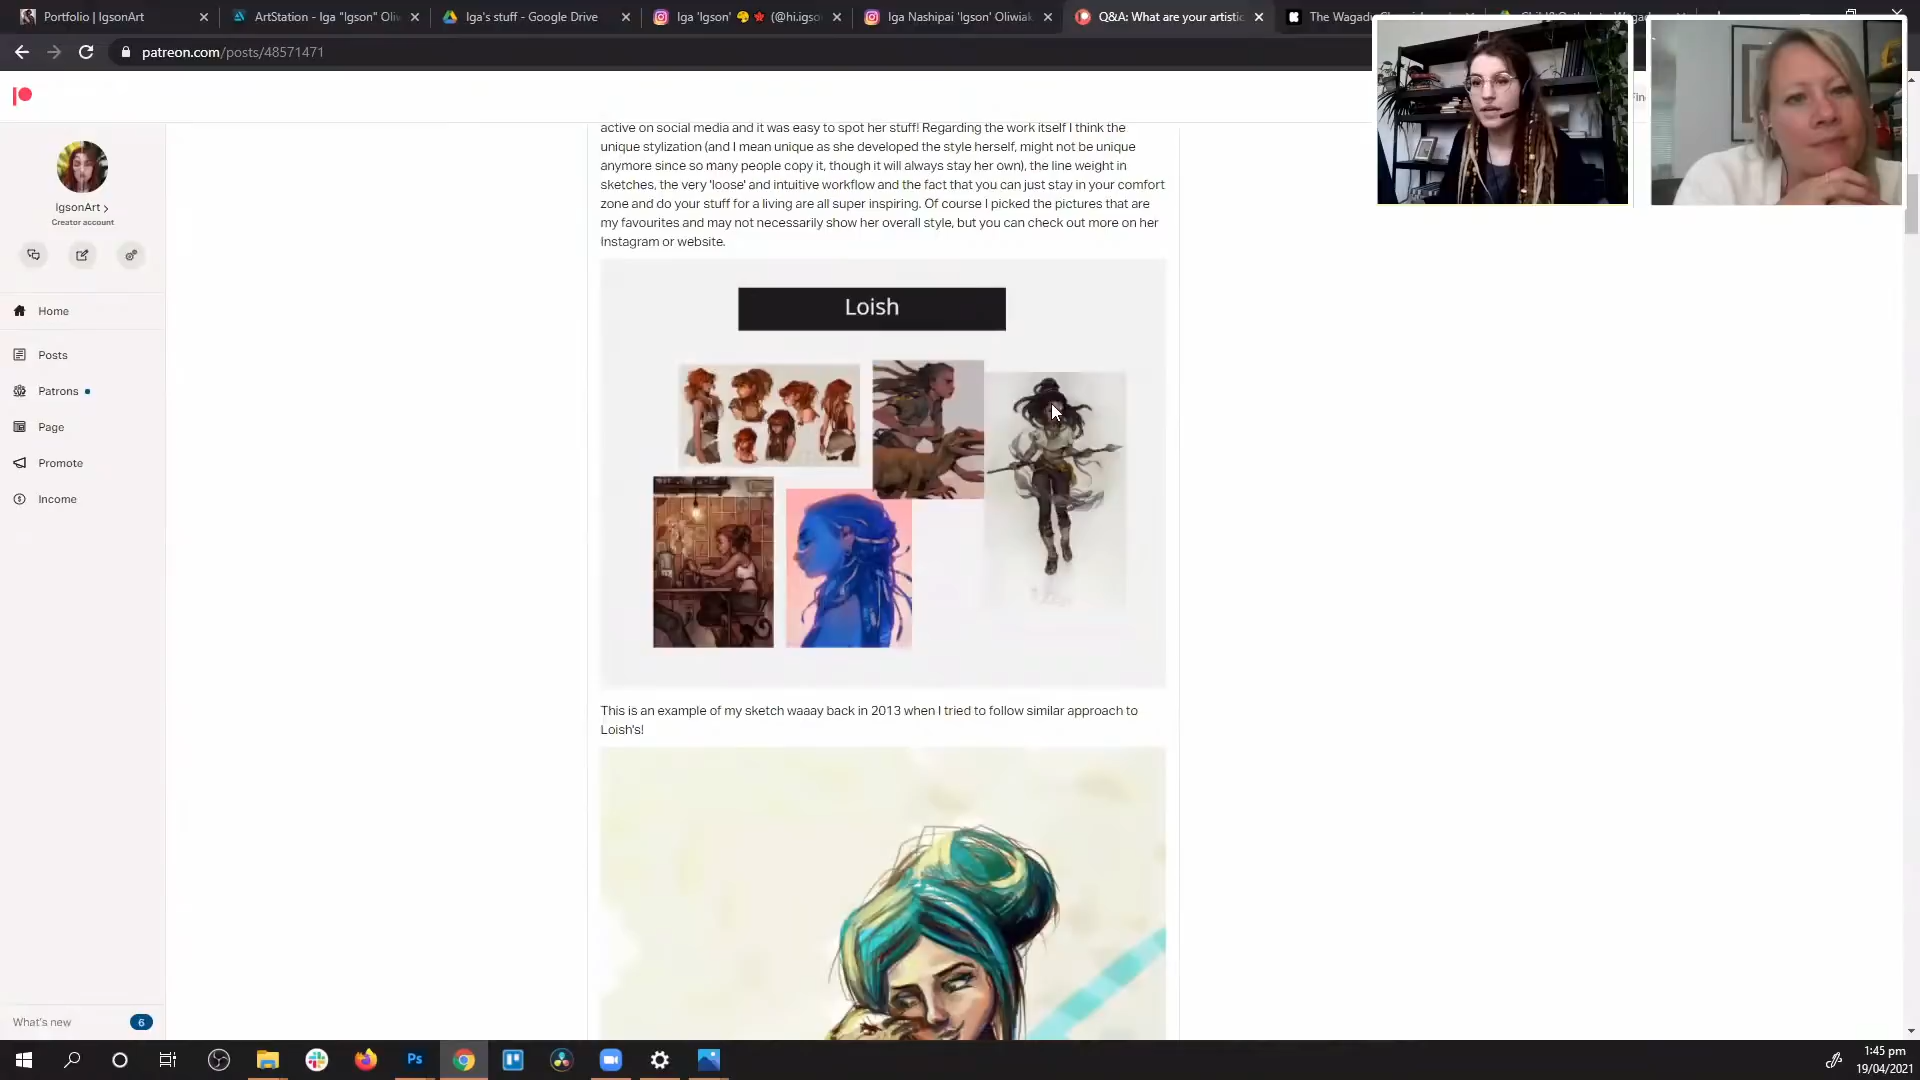 Portfolio | IgsonArt
ArtStation - Iga "Igson" Oliw
Iga's stuff - Google Drive
Iga 'Igson' (@hi.igso
Iga Nashipai 'Igson' Oliwiak
Q&A: What are your artistic
The Wagadu
patreon.com/posts/48571471
IgsonArt
Creator account
Home
Posts
Patrons
Page
Promote
Income
What's new
6
active on social media and it was easy to spot her stuff! Regarding the work itself I think the
unique stylization (and I mean unique as she developed the style herself, might not be unique
anymore since so many people copy it, though it will always stay her own), the line weight in
sketches, the very 'loose' and intuitive workflow and the fact that you can just stay in your comfort
zone and do your stuff for a living are all super inspiring. Of course I picked the pictures that are
my favourites and may not necessarily show her overall style, but you can check out more on her
Instagram or website.
Loish
This is an example of my sketch waaay back in 2013 when I tried to follow similar approach to
Loish's!
Ps
1:45 pm
19/04/2021